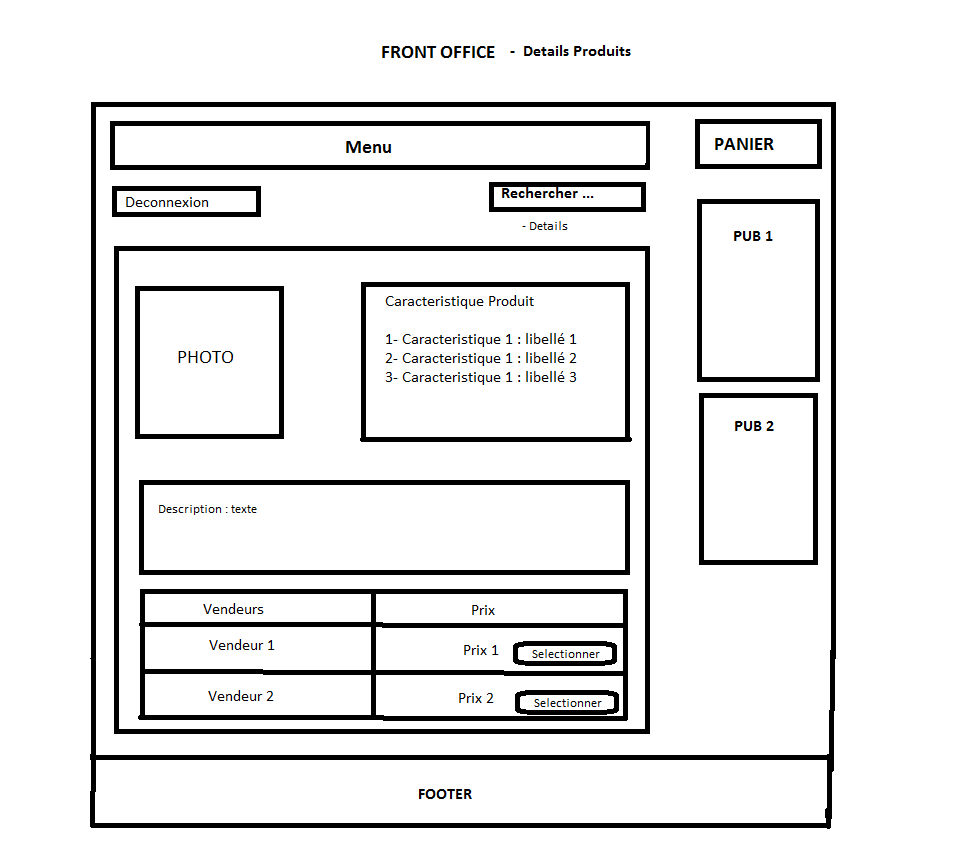 FRONT OFFICE - Details Produits
Menu
PANIER
Deconnexion
Rechercher ...
- Details
PUB 1
PHOTO
Caracteristique Produit
1- Caracteristique 1 : libellé 1
2- Caracteristique 1 : libellé 2
3- Caracteristique 1 : libellé 3
PUB 2
Description : texte
Vendeurs Prix
Vendeur 1 Prix 1 Selectionner
Vendeur 2 Prix 2 Selectionner
FOOTER